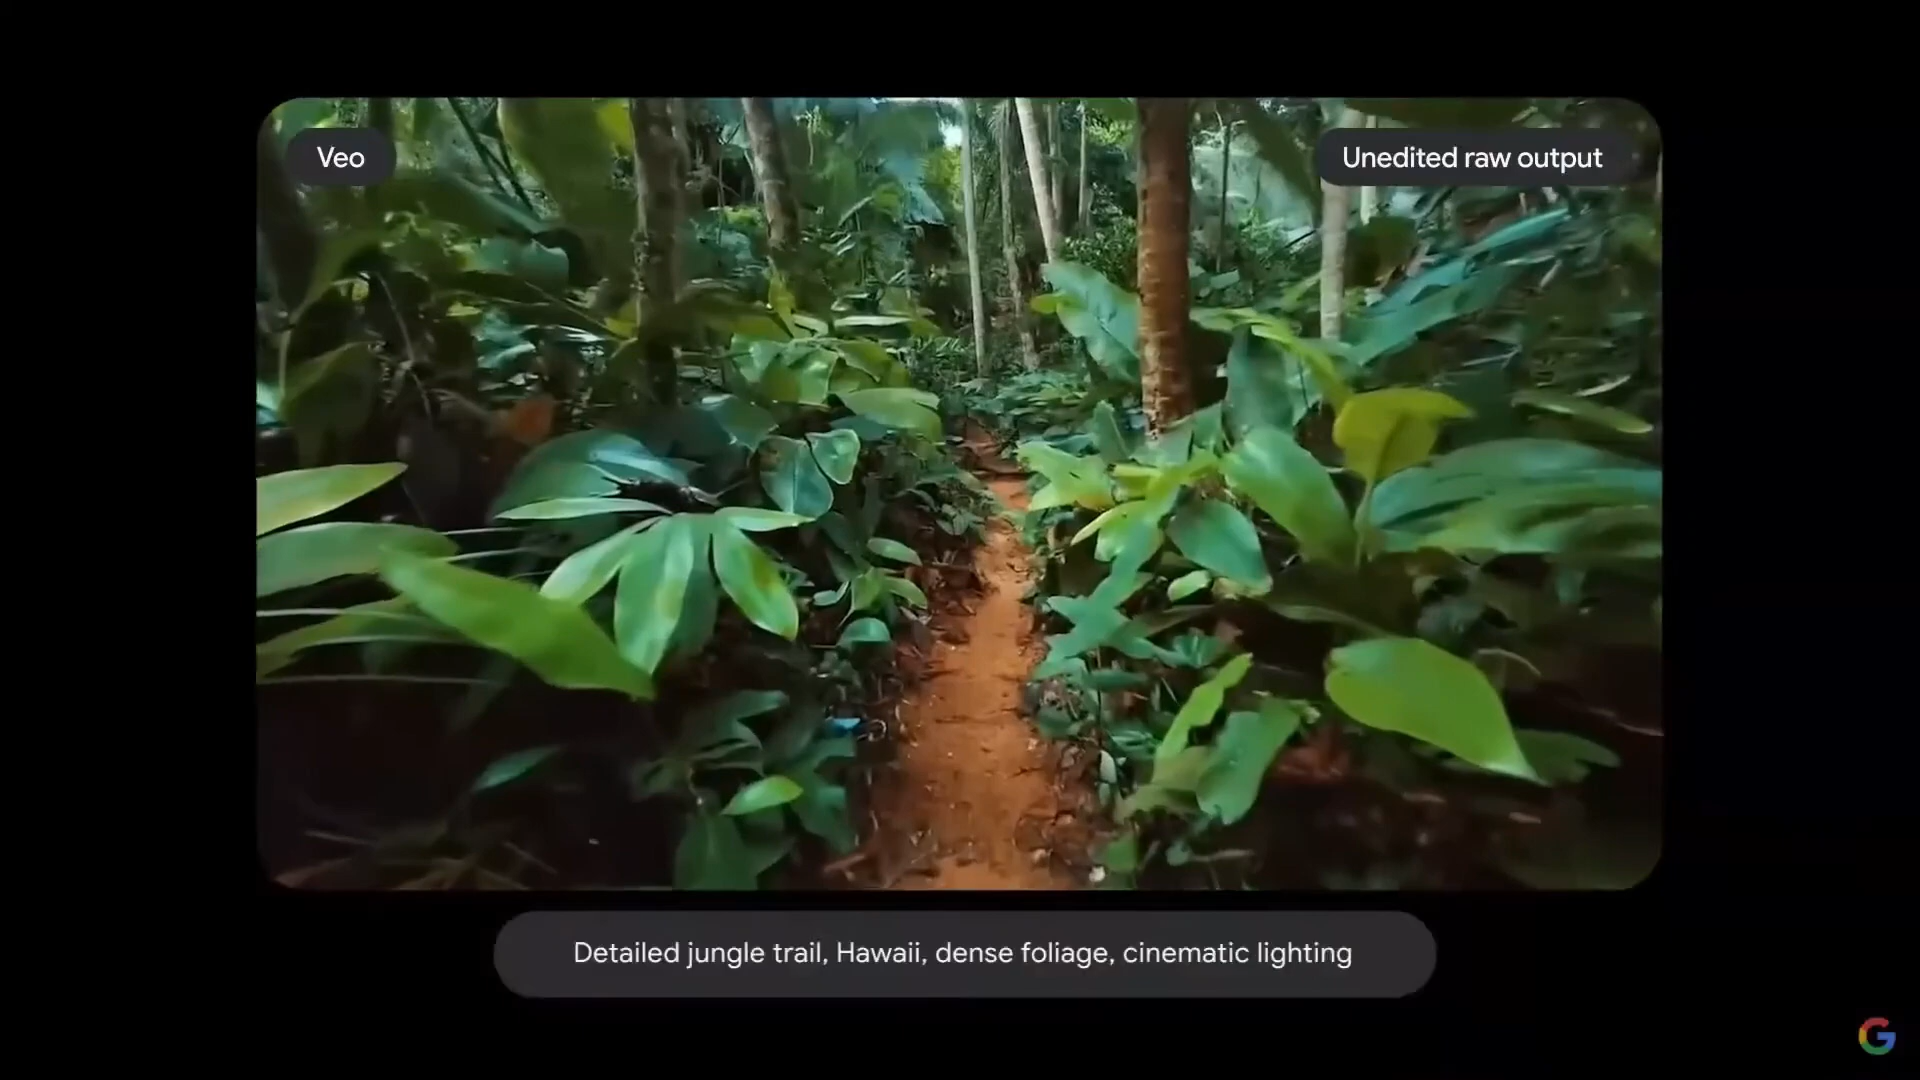 Veo
Unedited raw output
Detailed jungle trail, Hawaii, dense foliage, cinematic lighting